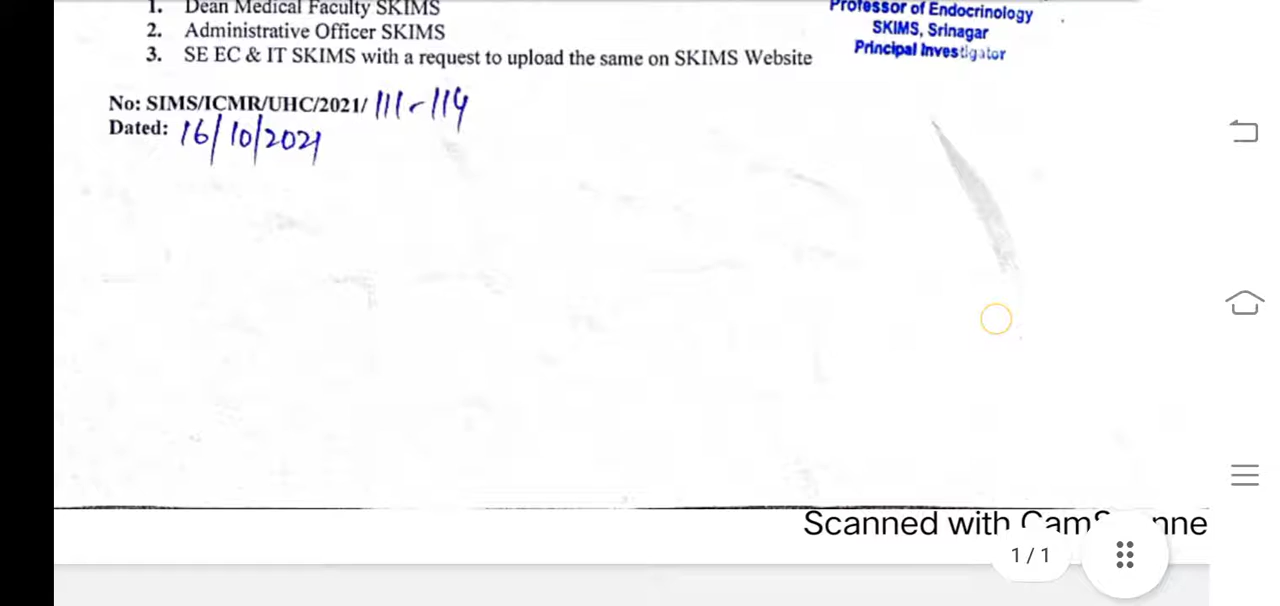 1. Dean Medical Faculty SKIMS
2. Administrative Officer SKIMS
3. SE EC & IT SKIMS with a request to upload the same on SKIMS Website
Professor of Endocrinology
SKIMS, Srinagar
Principal Investigator
No: SIMS/ICMR/UHC/2021/ 111-114
Dated: 16/10/2021
Scanned with
1 / 1